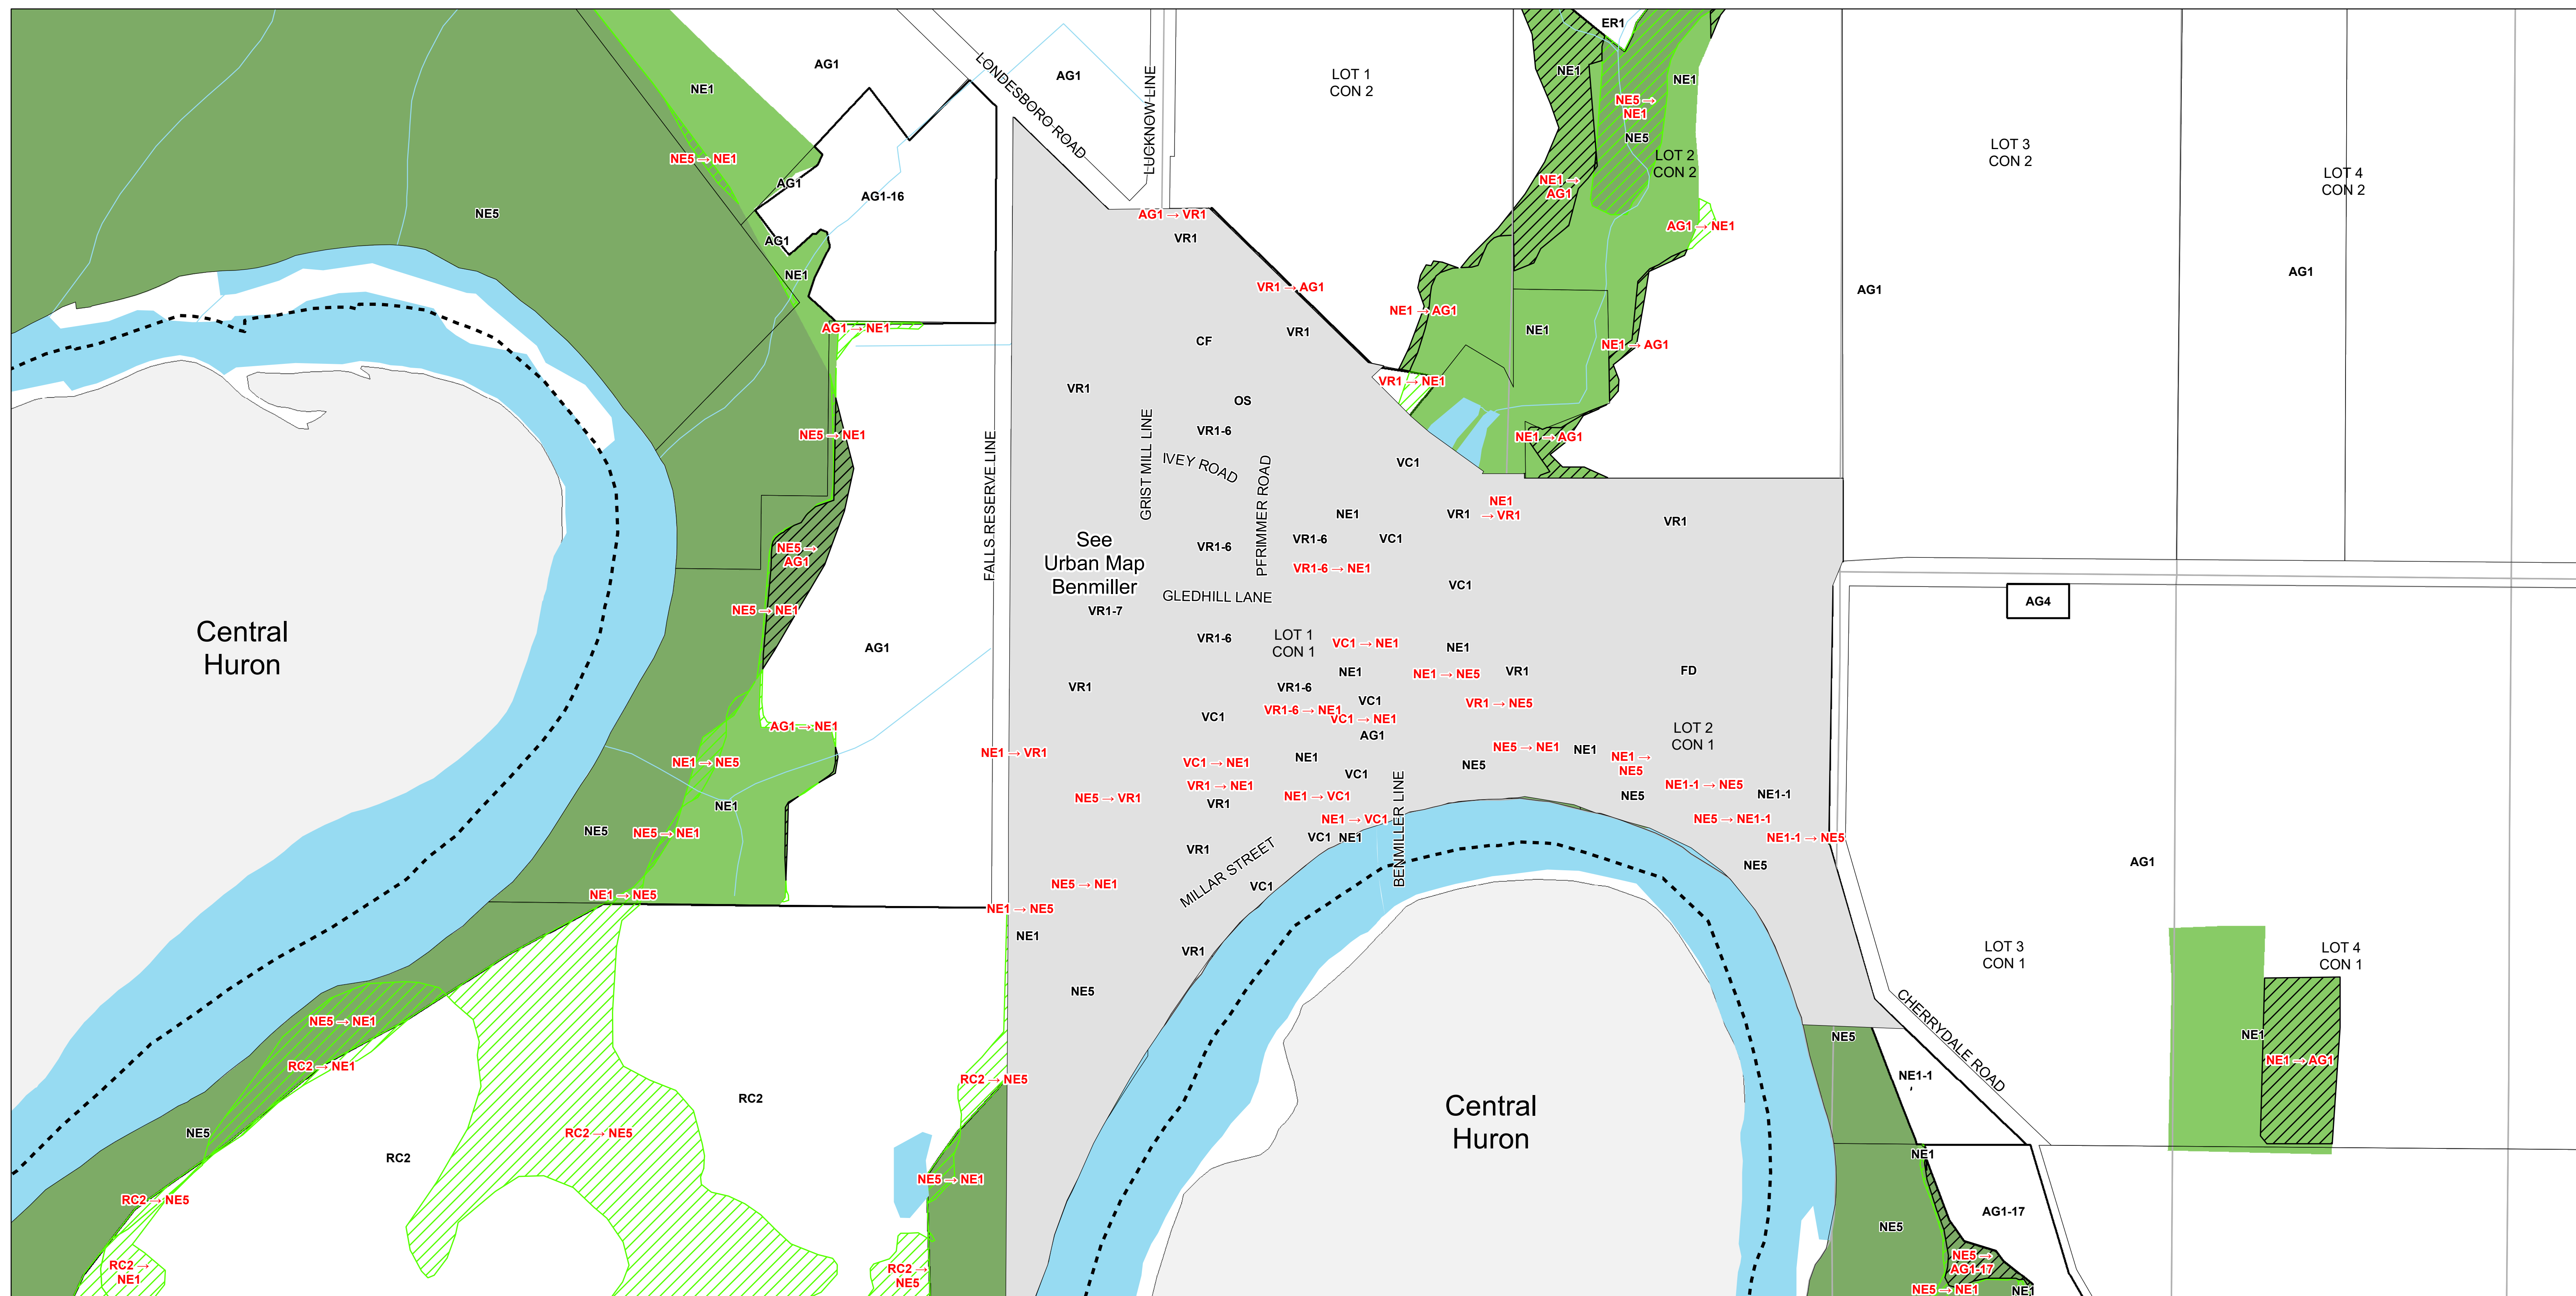 ER1
AG1
AG1
LOT 1
CON 2
NE1
NE1
NE1
NE5 → NE1
NE5
LONDESBORO ROAD
LUCKNOW LINE
LOT 2
CON 2
LOT 3
CON 2
LOT 4
CON 2
NE5 → NE1
AG1
AG1-16
NE1 → AG1
NE5
AG1 → VR1
AG1 → NE1
VR1
AG1
NE1
AG1
AG1
VR1 → AG1
NE1 → AG1
AG1 → NE1
VR1
NE1
CF
NE1 → AG1
VR1 → NE1
VR1
OS
VR1-6
NE5 → NE1
NE1 → AG1
GRIST MILL LINE
IVEY ROAD
PFRIMMER ROAD
FALLS RESERVE LINE
VC1
NE1
→ VR1
NE1
VR1
VR1
See
Urban Map
Benmiller
VR1-6
VR1-6
VC1
NE5 →
AG1
VR1-6 → NE1
VC1
GLEDHILL LANE
AG4
NE5 → NE1
VR1-7
Central
Huron
VR1-6
LOT 1
CON 1
VC1 → NE1
NE1
AG1
NE1
NE1 → NE5
VR1
FD
VR1
VR1-6
VC1
VR1 → NE5
VR1-6 → NE1
VC1
VC1 → NE1
AG1 → NE1
AG1
LOT 2
CON 1
NE1 → VR1
NE5 → NE1
NE1
NE1
NE1 →
NE5
NE1 → NE5
VC1 → NE1
NE5
VC1
VR1 → NE1
NE1-1 → NE5
NE5 → VR1
NE1 → VC1
NE5
NE1-1
NE1
VR1
NE1 → VC1
NE5 → NE1-1
NE5
NE5 → NE1
VC1
NE1
BENMILLER LINE
NE1-1 → NE5
VR1
MILLAR STREET
AG1
NE5
NE5 → NE1
VC1
NE1 → NE5
NE1 → NE5
NE1
VR1
LOT 3
CON 1
LOT 4
CON 1
NE5
NE5 → NE1
NE5
NE1
CHERRYDALE ROAD
NE1 → AG1
RC2 → NE1
RC2 → NE5
NE1-1
RC2
Central
Huron
NE5
RC2 → NE5
RC2
NE1
NE5 → NE1
RC2 → NE5
AG1-17
NE5
RC2 →
NE1
RC2 →
NE5
NE5 →
AG1-17
NE5 → NE1
NE1